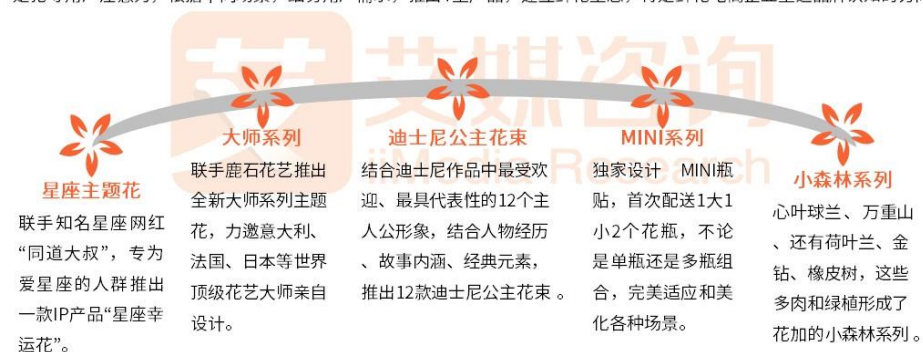 艾媒咨询
iiMedia Research
星座主题花
联手知名星座网红
“同道大叔”，专为
爱星座的人群推出
一款IP产品“星座幸
运花”。
大师系列
联手鹿石花艺推出
全新大师系列主题
花，力邀意大利、
法国、日本等世界
顶级花艺大师亲自
设计。
迪士尼公主花束
结合迪士尼作品中最受欢
迎、最具代表性的12个主
人公形象，结合人物经历
、故事内涵、经典元素，
推出12款迪士尼公主花束 。
MINI系列
独家设计 MINI瓶
贴，首次配送1大1
小2个花瓶，不论
是单瓶还是多瓶组
合，完美适应和美
化各种场景。
小森林系列
心叶球兰、万重山
、还有荷叶兰、金
钻、橡皮树，这些
多肉和绿植形成了
花加的小森林系列。